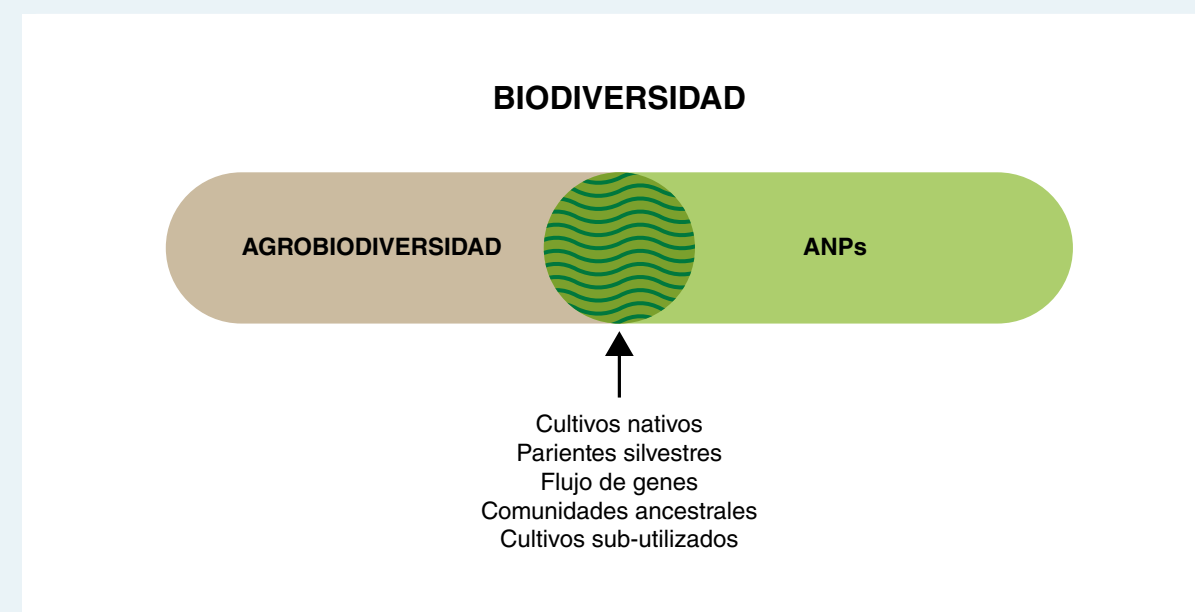 BIODIVERSIDAD
AGROBIODIVERSIDAD
ANPs
Cultivos nativos
Parientes silvestres
Flujo de genes
Comunidades ancestrales
Cultivos sub-utilizados